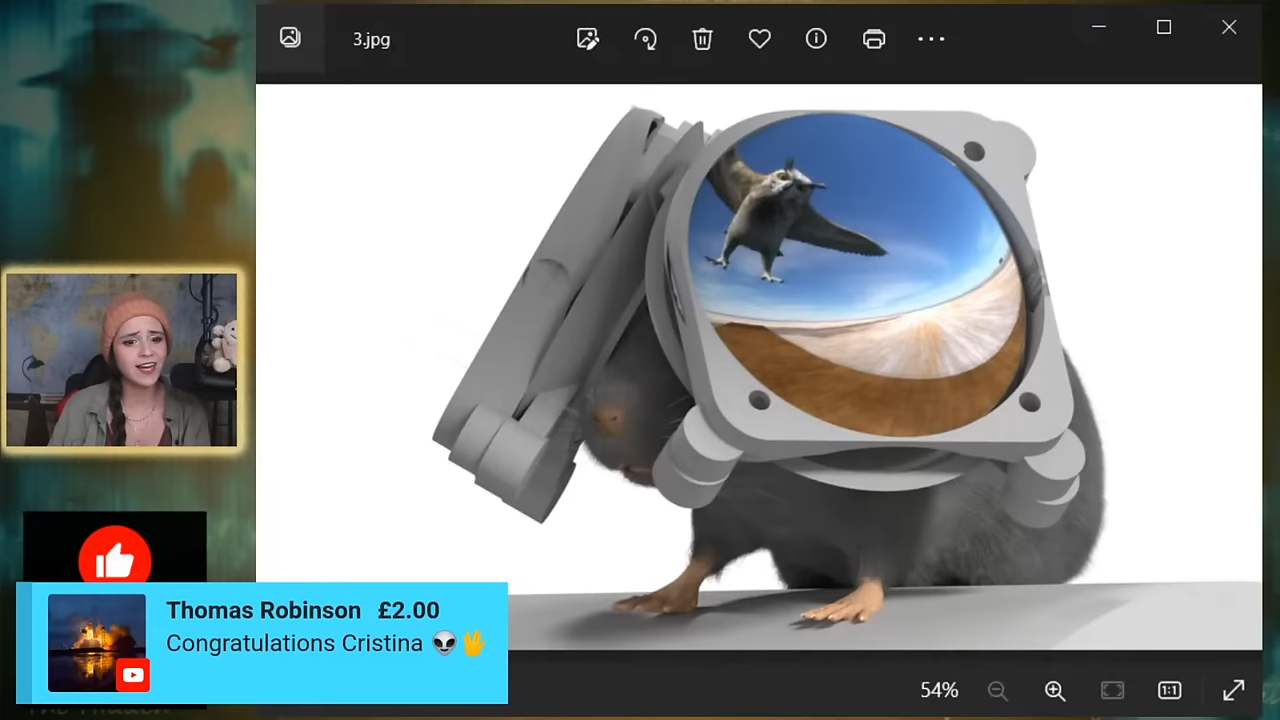 3.jpg
Thomas Robinson £2.00
Congratulations Cristina 👽🖖
54%
1:1